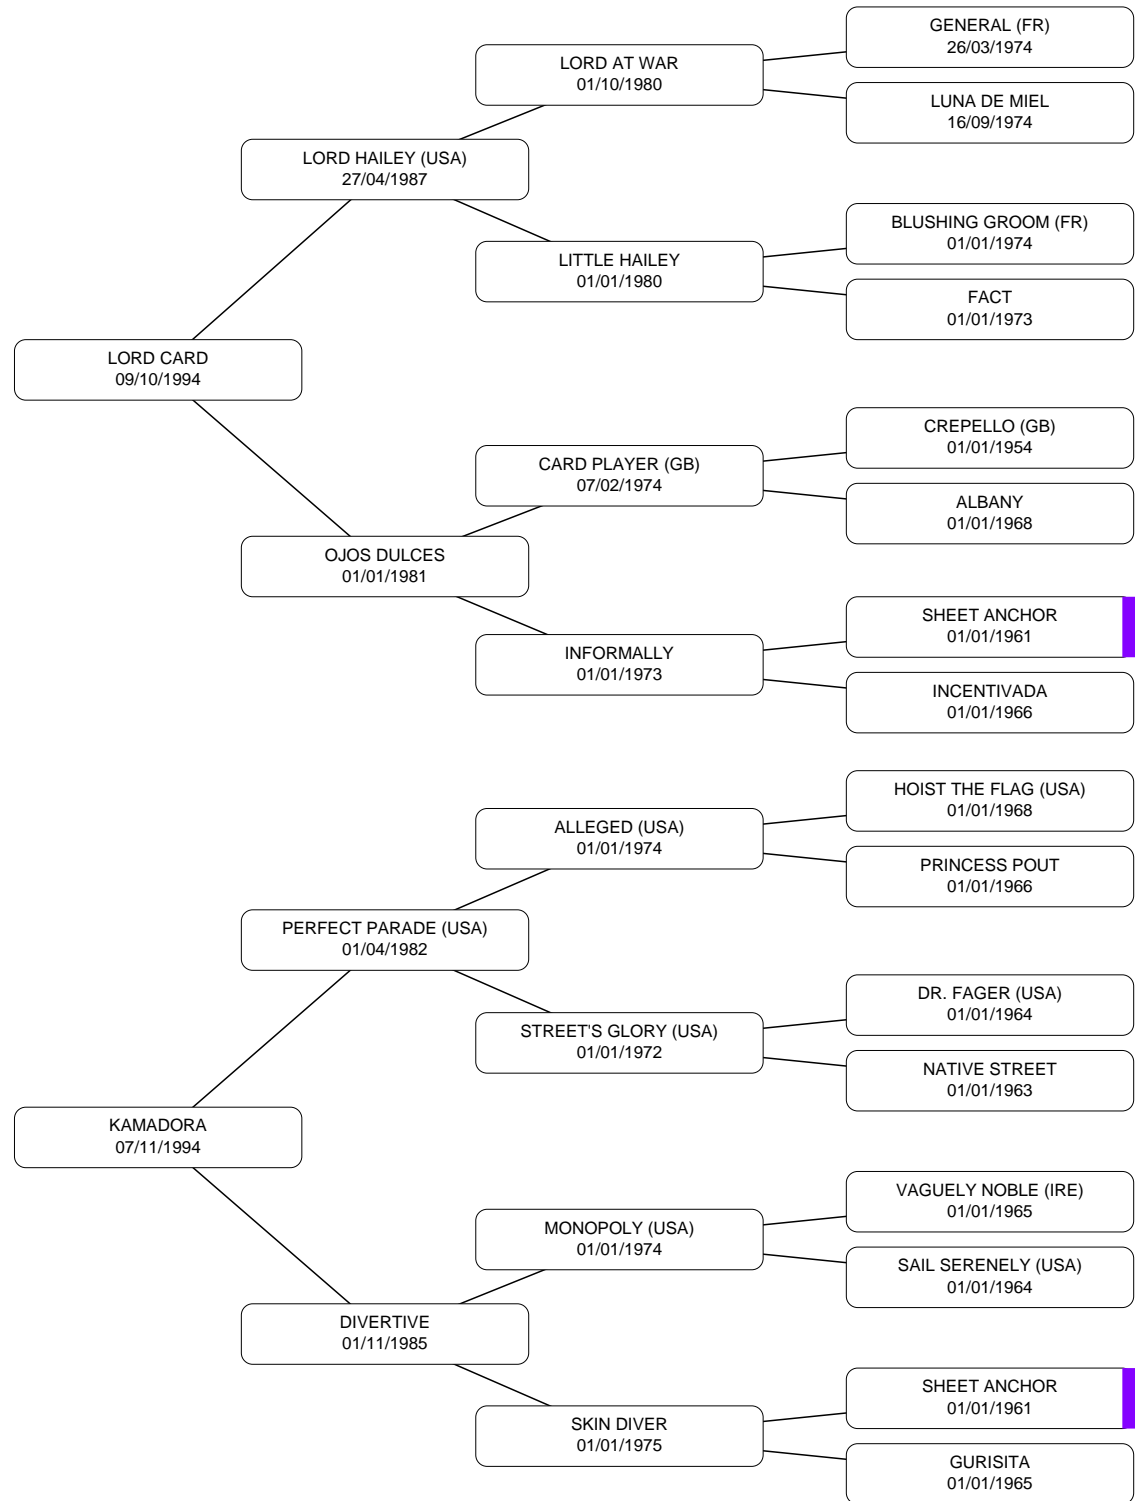 GENERAL (FR)
26/03/1974
LORD AT WAR
01/10/1980
LUNA DE MIEL
16/09/1974
LORD HAILEY (USA)
27/04/1987
BLUSHING GROOM (FR)
01/01/1974
LITTLE HAILEY
01/01/1980
FACT
01/01/1973
LORD CARD
09/10/1994
CREPELLO (GB)
01/01/1954
CARD PLAYER (GB)
07/02/1974
ALBANY
01/01/1968
OJOS DULCES
01/01/1981
SHEET ANCHOR
01/01/1961
INFORMALLY
01/01/1973
INCENTIVADA
01/01/1966
HOIST THE FLAG (USA)
01/01/1968
ALLEGED (USA)
01/01/1974
PRINCESS POUT
01/01/1966
PERFECT PARADE (USA)
01/04/1982
DR. FAGER (USA)
01/01/1964
STREET'S GLORY (USA)
01/01/1972
NATIVE STREET
01/01/1963
KAMADORA
07/11/1994
VAGUELY NOBLE (IRE)
01/01/1965
MONOPOLY (USA)
01/01/1974
SAIL SERENELY (USA)
01/01/1964
DIVERTIVE
01/11/1985
SHEET ANCHOR
01/01/1961
SKIN DIVER
01/01/1975
GURISITA
01/01/1965